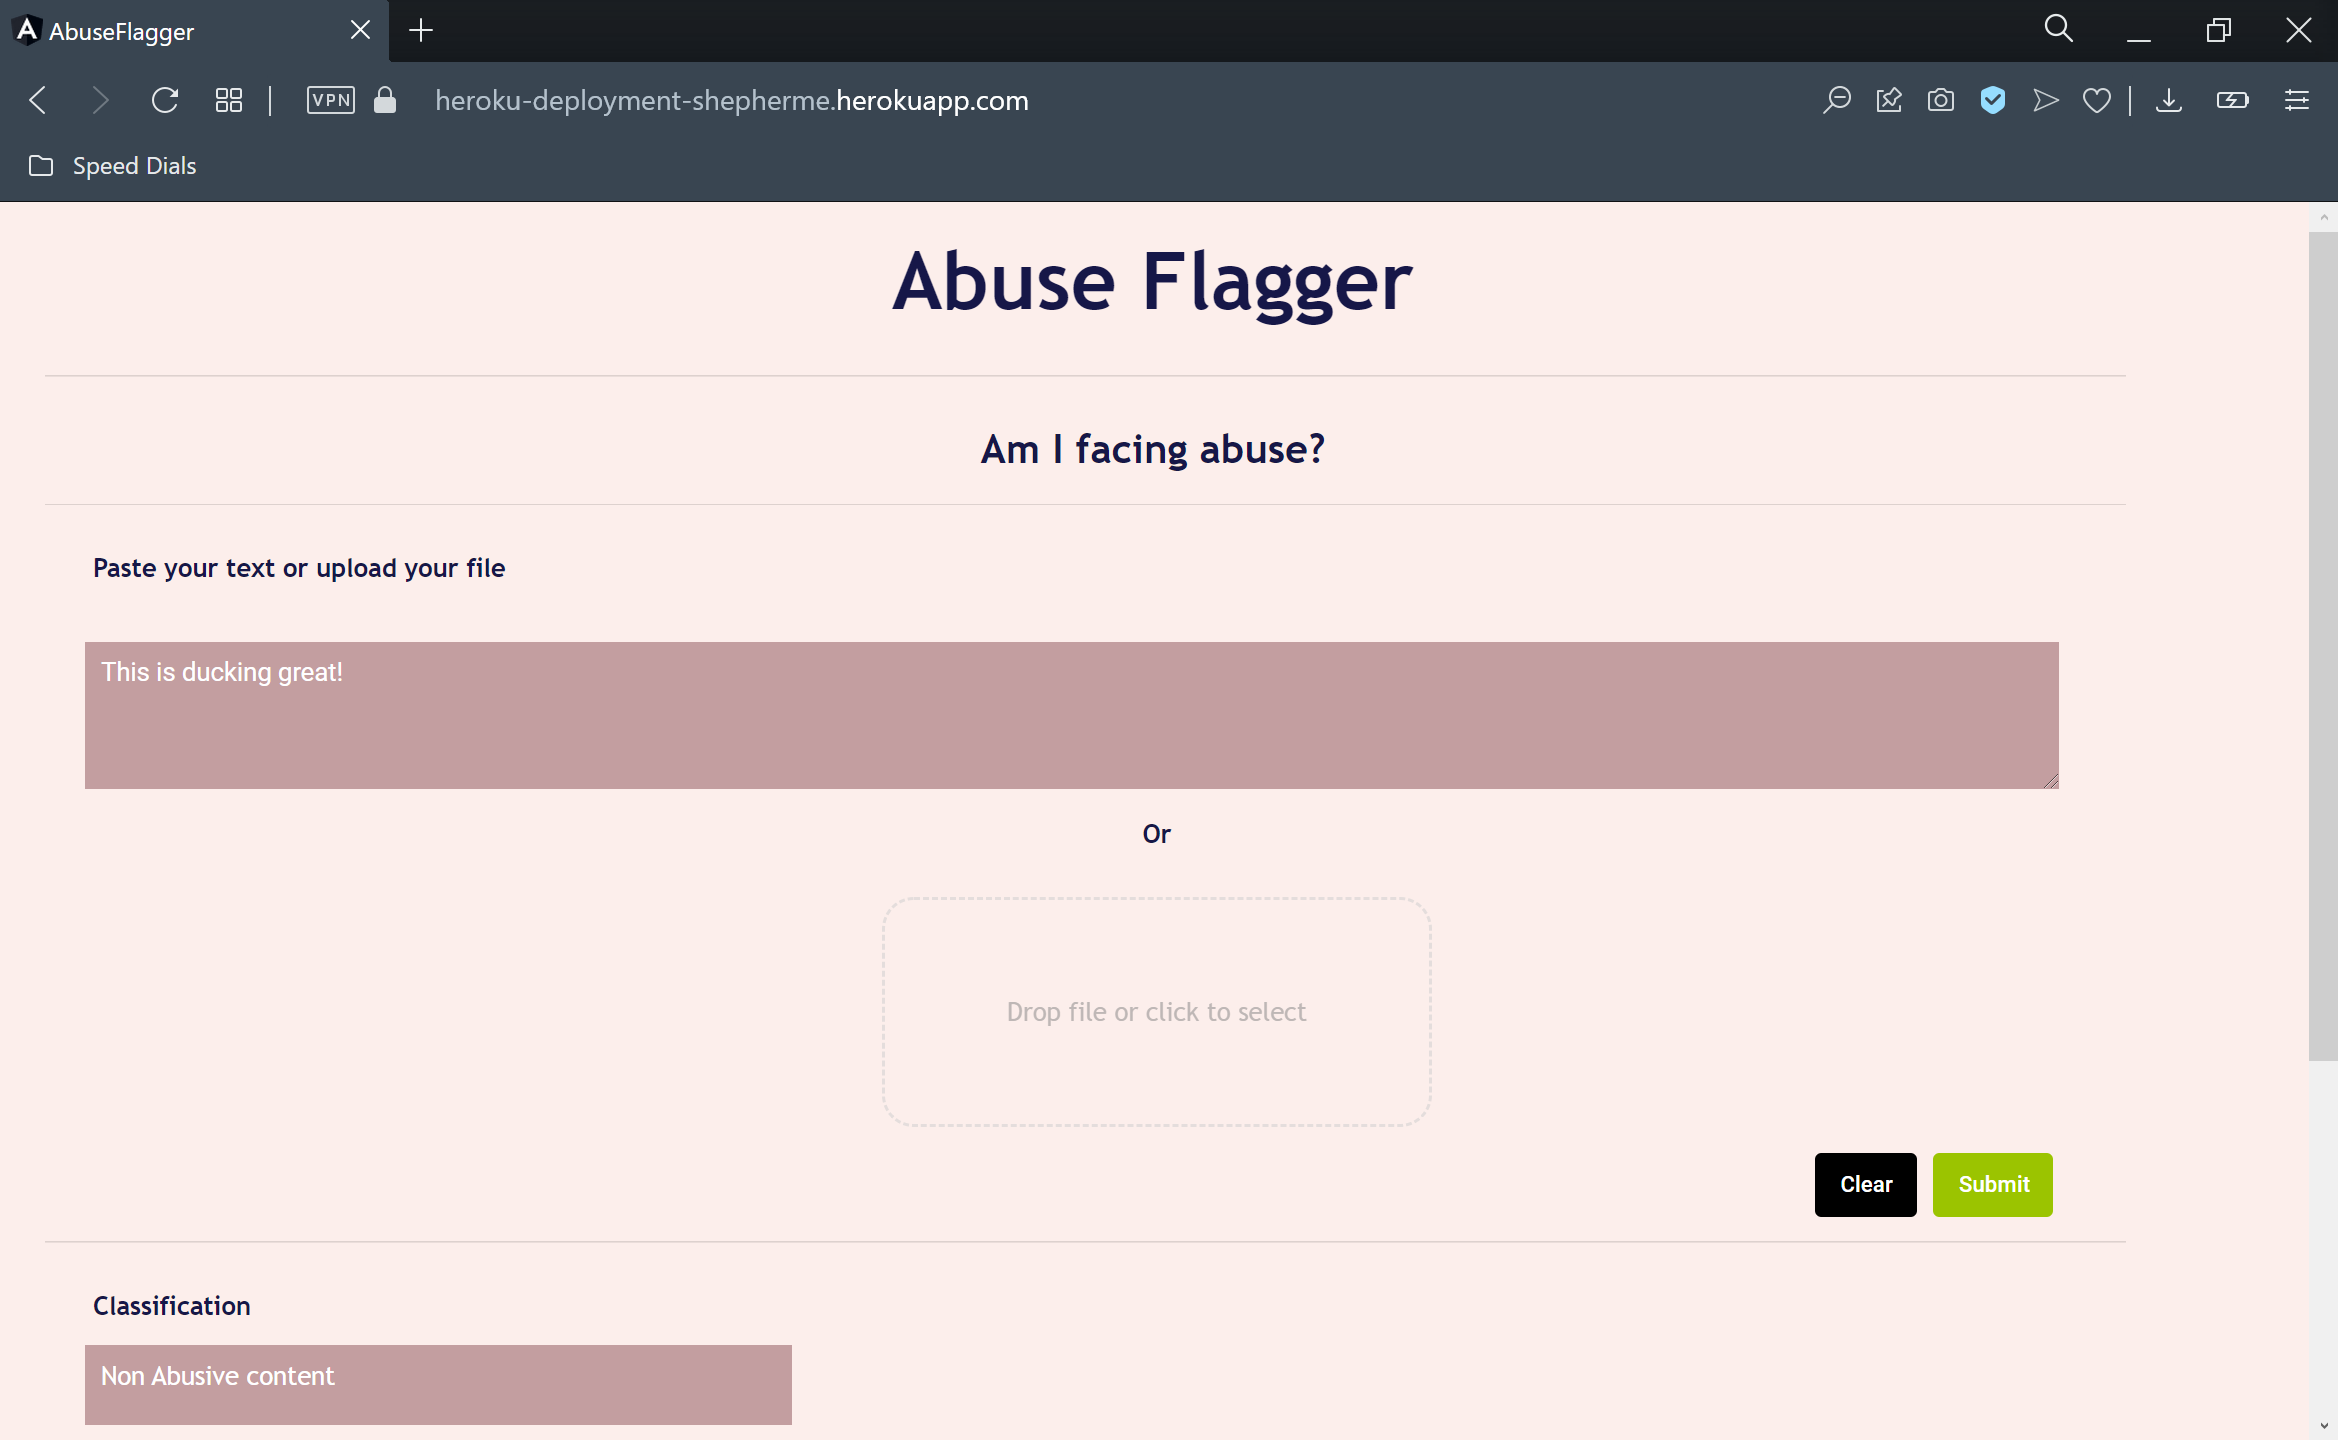 AbuseFlagger
VPN
heroku-deployment-shepherme.herokuapp.com
Speed Dials
Abuse Flagger
Am I facing abuse?
Paste your text or upload your file
This is ducking great!
Or
Drop file or click to select
Clear
Submit
Classification
Non Abusive content